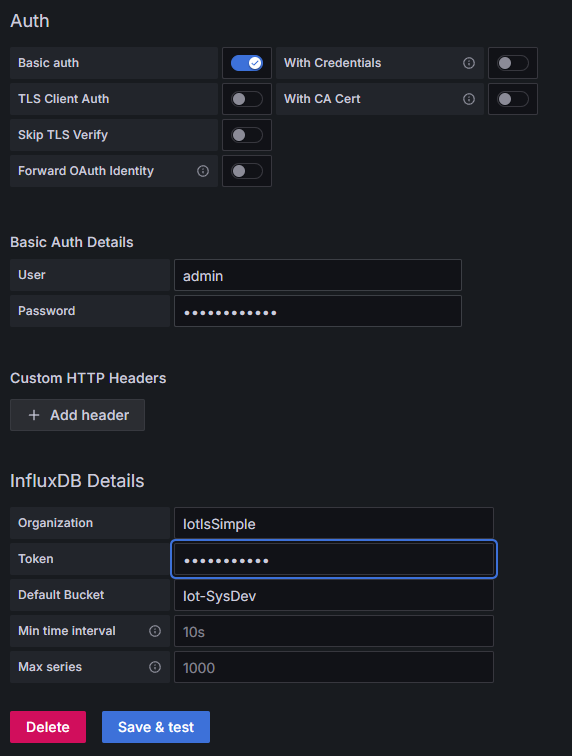 Auth
Basic auth With Credentials
TLS Client Auth With CA Cert
Skip TLS Verify
Forward OAuth Identity
Basic Auth Details
User admin
Password ••••••••••••
Custom HTTP Headers
+ Add header
InfluxDB Details
Organization IotIsSimple
Token •••••••••••
Default Bucket Iot-SysDev
Min time interval 10s
Max series 1000
Delete Save & test